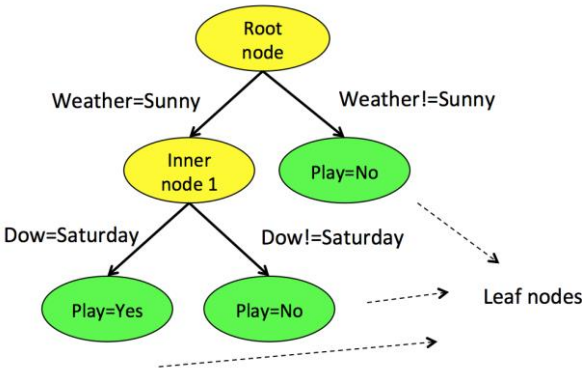 Root
node
Weather=Sunny
Weather!=Sunny
Inner
node 1
Play=No
Dow=Saturday
Dow!=Saturday
Play=Yes
Play=No
Leaf nodes